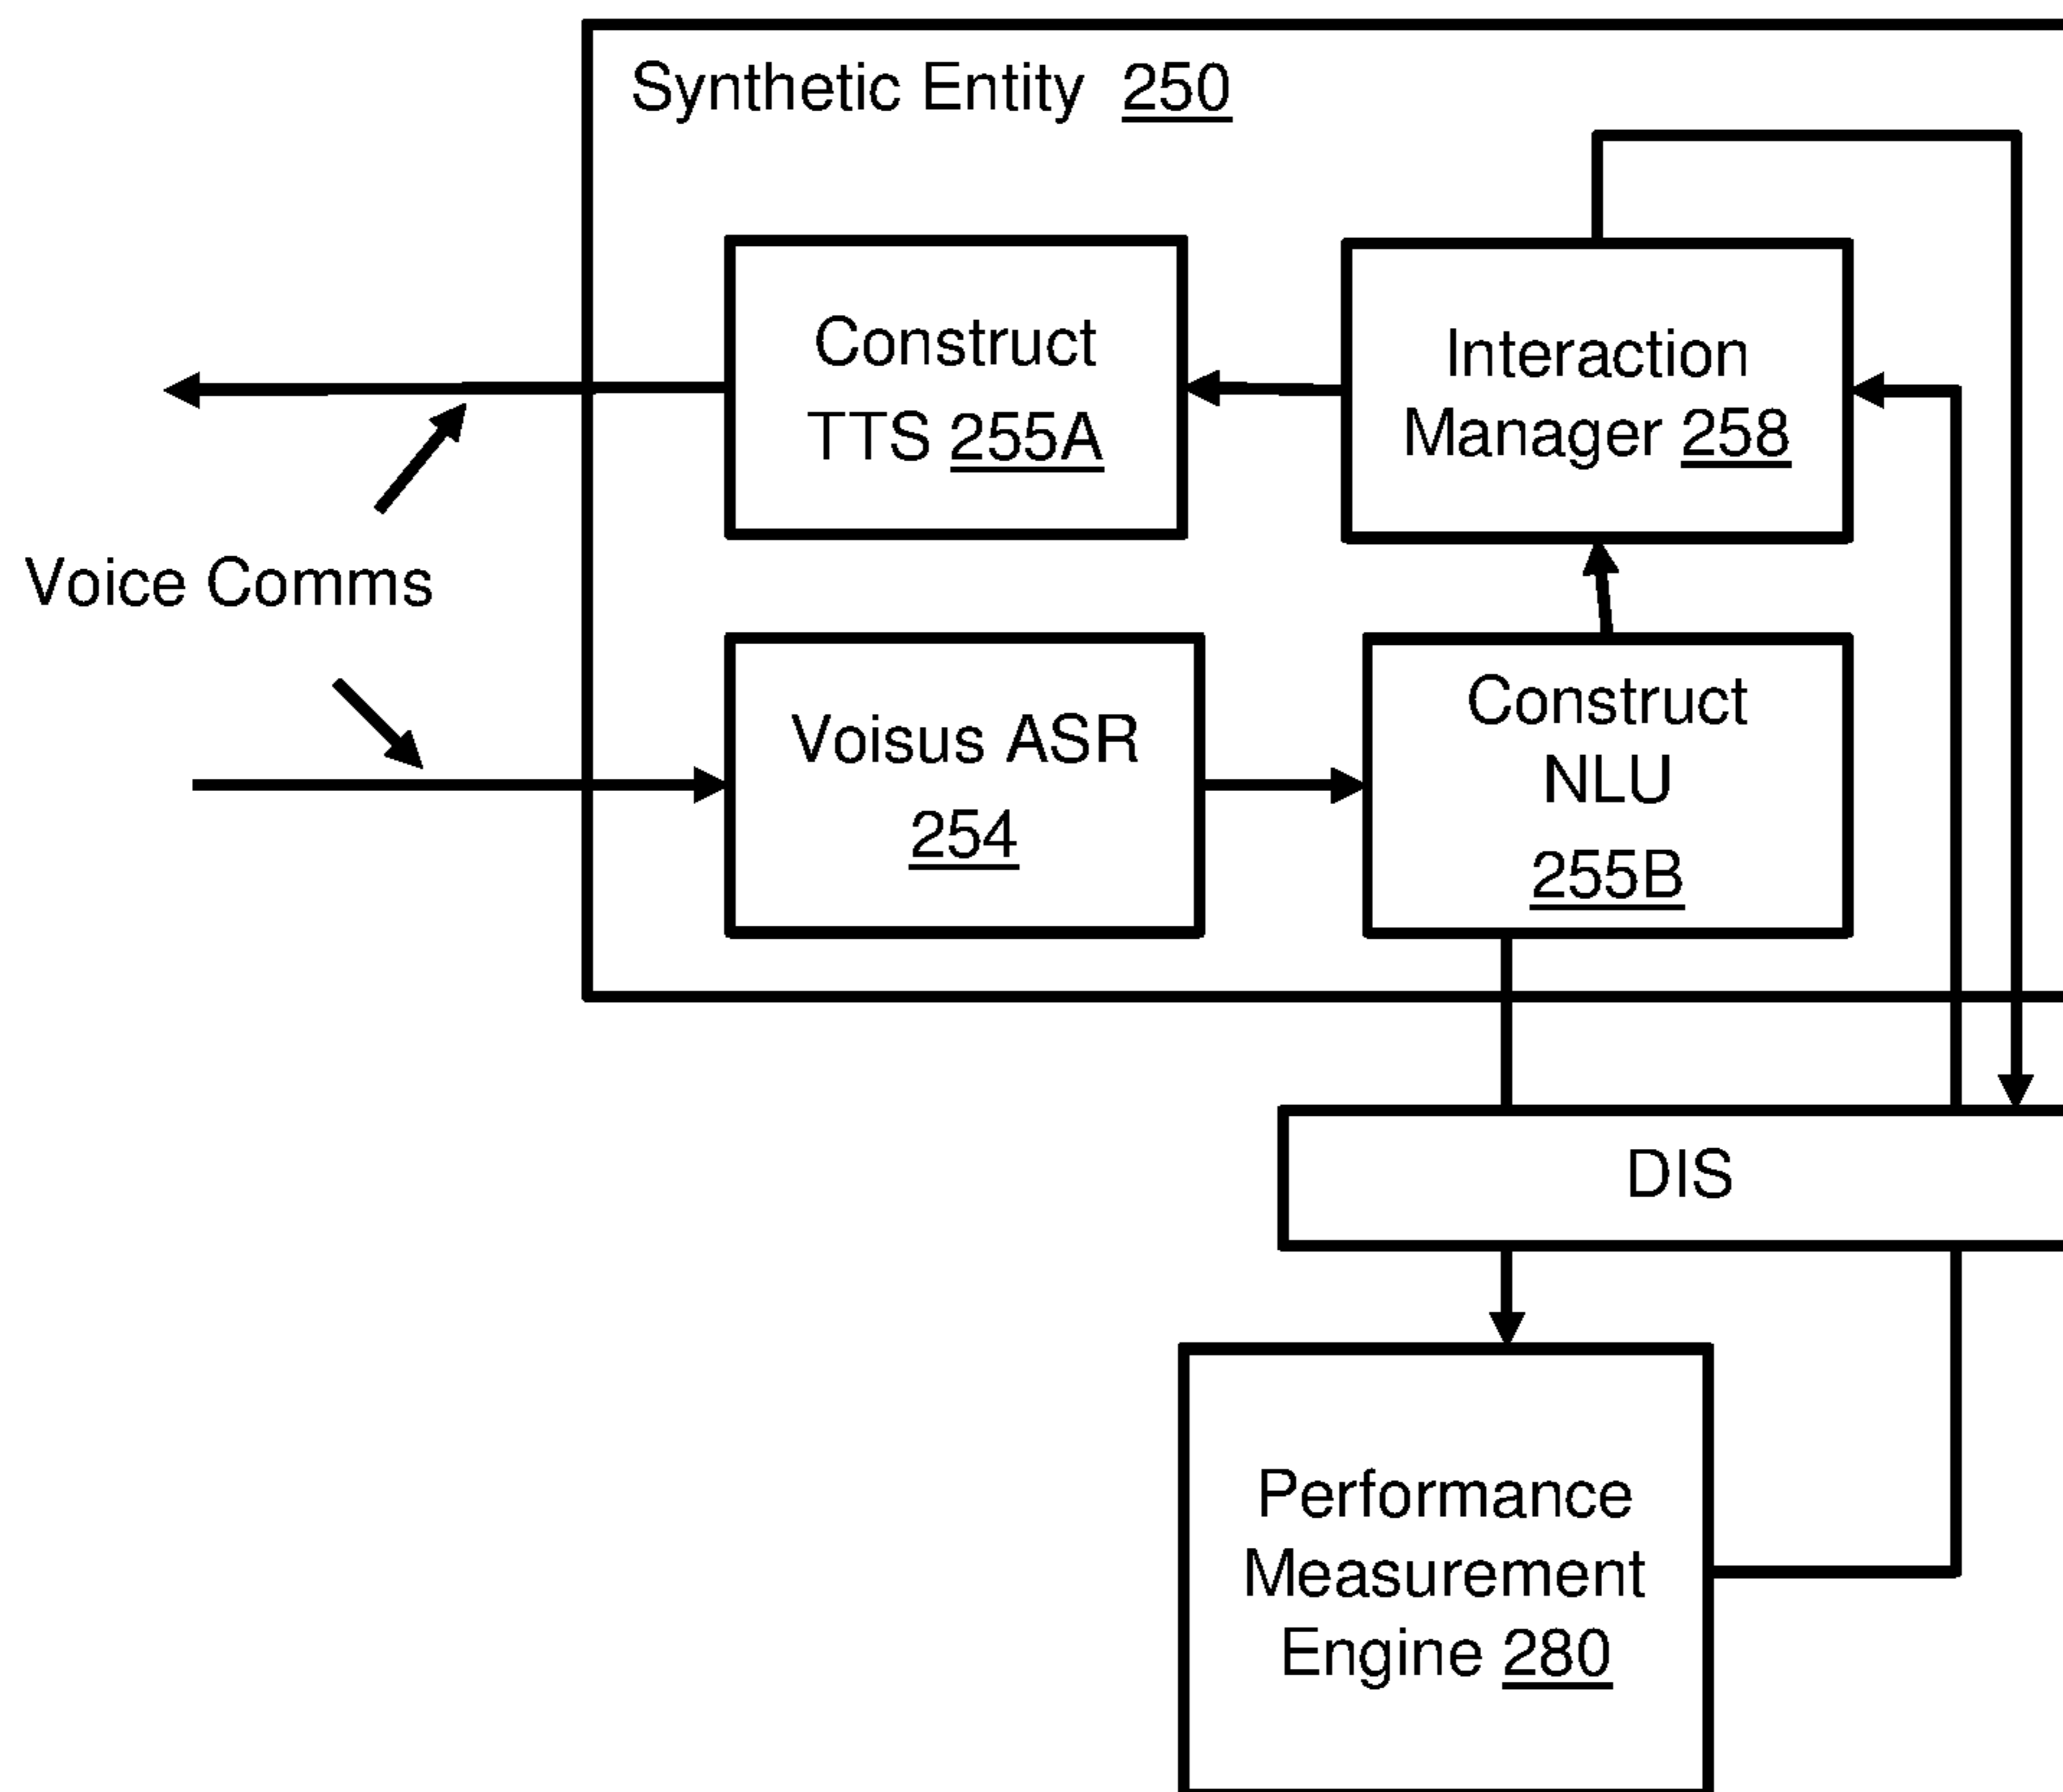 Synthetic Entity 250
Construct
TTS 255A
Interaction
Manager 258
Voice Comms
Voisus ASR
254
Construct
NLU
255B
DIS
Performance
Measurement
Engine 280